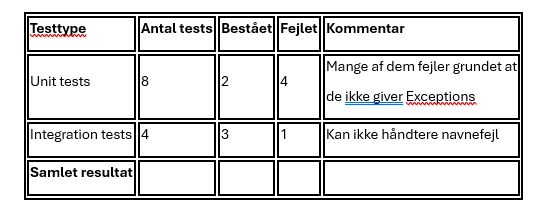 Testtype Antal tests Bestået Fejlet Kommentar
Unit tests 8 2 4 Mange af dem fejler grundet at
de ikke giver Exceptions
Integration tests 4 3 1 Kan ikke håndtere navnefejl
Samlet resultat